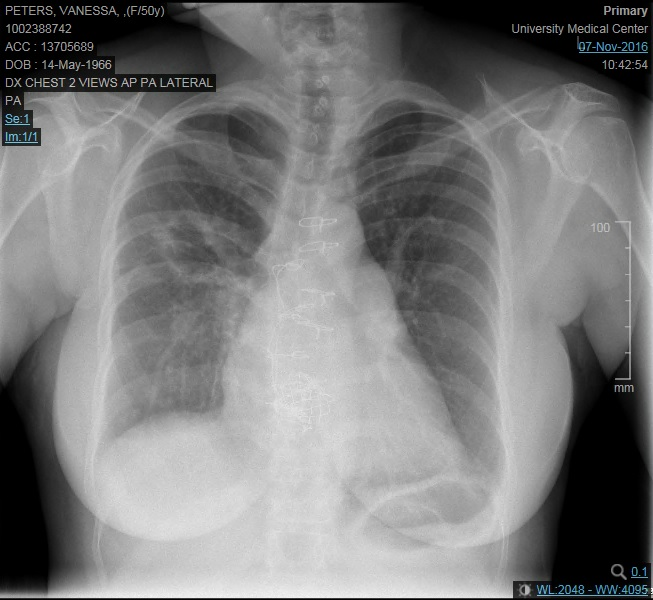 PETERS, VANESSA, ,(F/50y)
1002388742
ACC : 13705689
DOB : 14-May-1966
DX CHEST 2 VIEWS AP PA LATERAL
PA
Se:1
Im:1/1
Primary
University Medical Center
07-Nov-2016
10:42:54
100
mm
0.1
WL:2048 - WW:4095